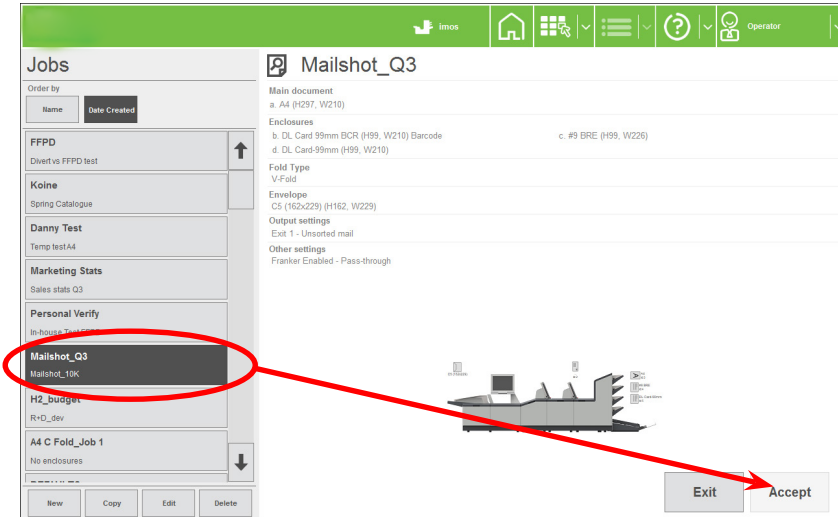 imos
Operator
Jobs
Order by
Name
Date Created
FFPD
Divert vs FFPD test
Koine
Spring Catalogue
Danny Test
Temp test A4
Marketing Stats
Sales stats Q3
Personal Verify
In-house Test
Mailshot_Q3
Mailshot_10K
H2_budget
R+D_dev
A4 C Fold_Job 1
No enclosures
New
Copy
Edit
Delete
Mailshot_Q3
Main document
a. A4 (H297, W210)
Enclosures
b. DL Card 99mm BCR (H99, W210) Barcode
c. #9 BRE (H99, W226)
d. DL Card-99mm (H99, W210)
Fold Type
V-Fold
Envelope
C5 (162x229) (H162, W229)
Output settings
Exit 1 - Unsorted mail
Other settings
Franker Enabled - Pass-through
Exit
Accept